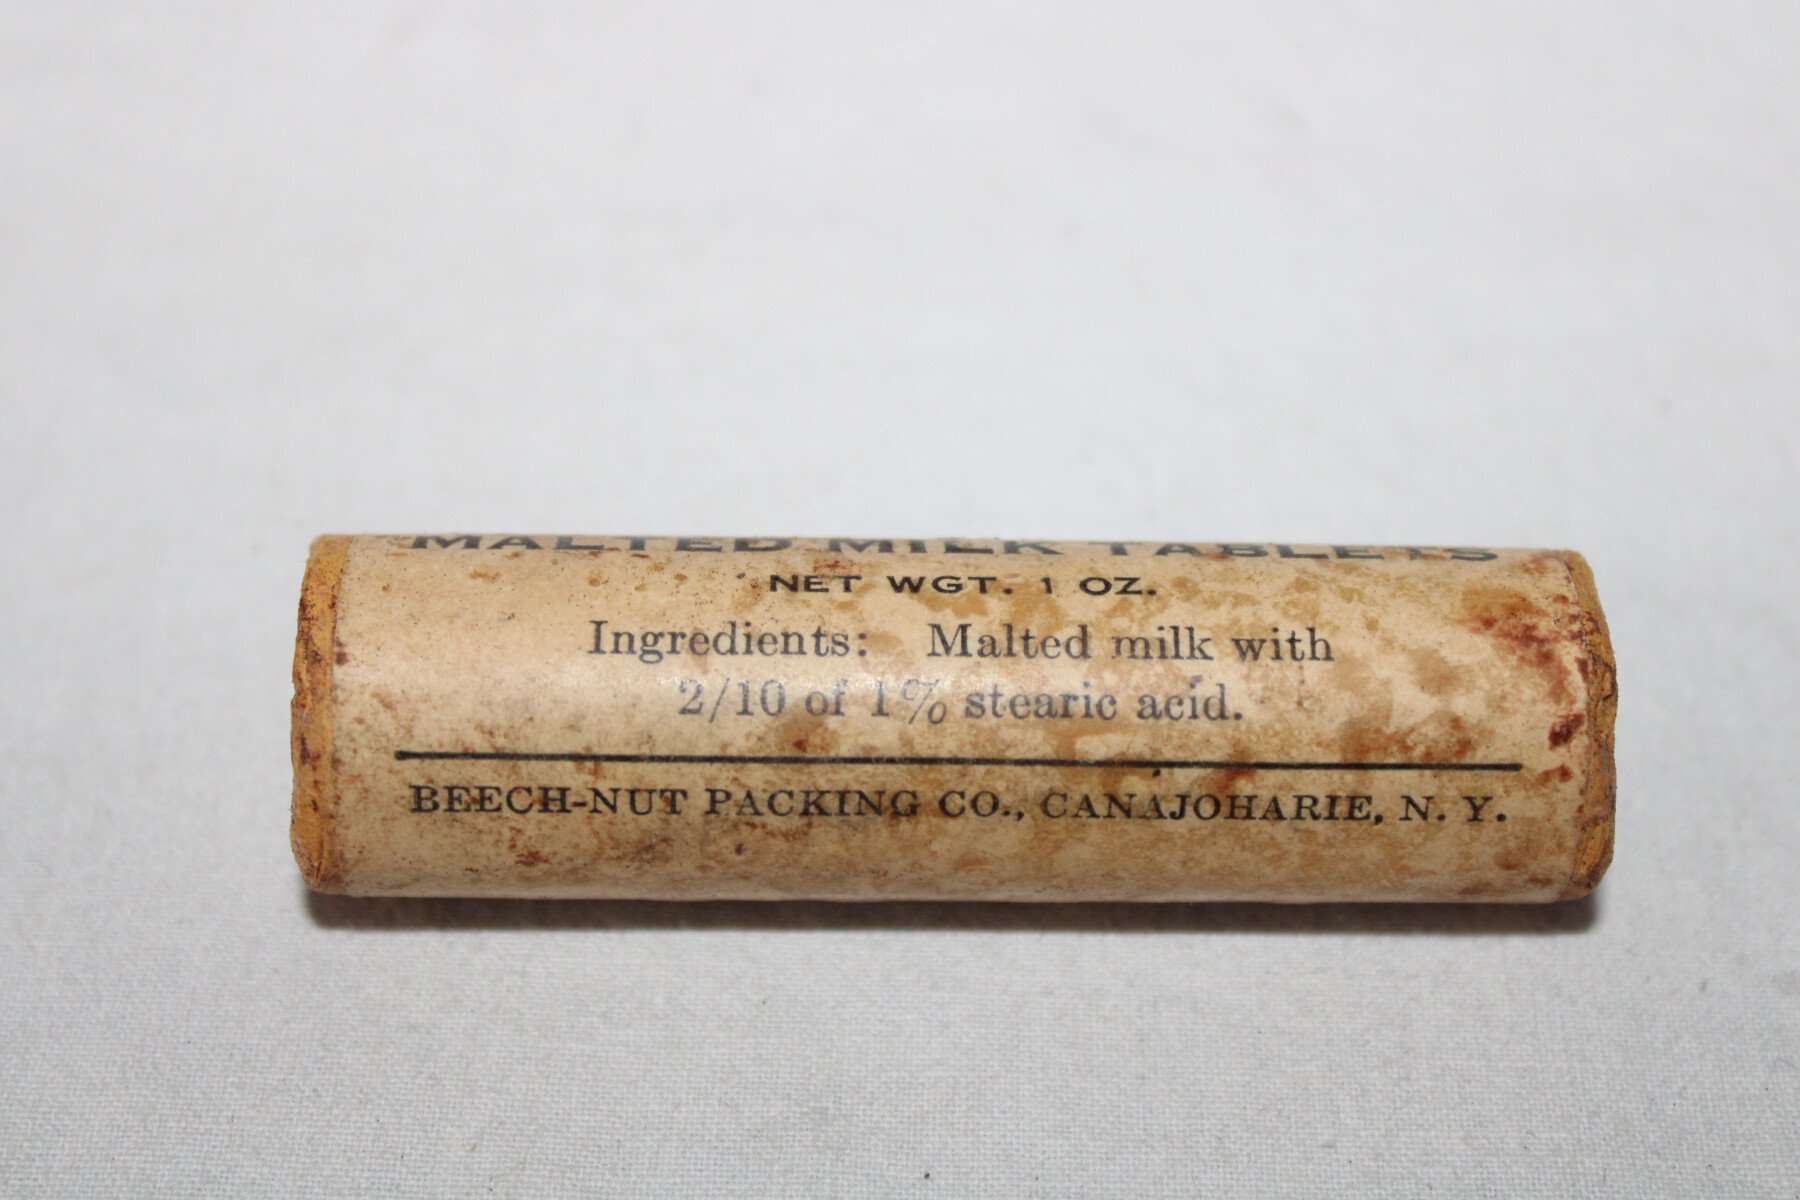 MALTED MILK TABLETS
NET WGT. 1 OZ.
Ingredients: Malted milk with
2/10 of 1% stearic acid.
BEECH-NUT PACKING CO., CANAJOHARIE, N. Y.